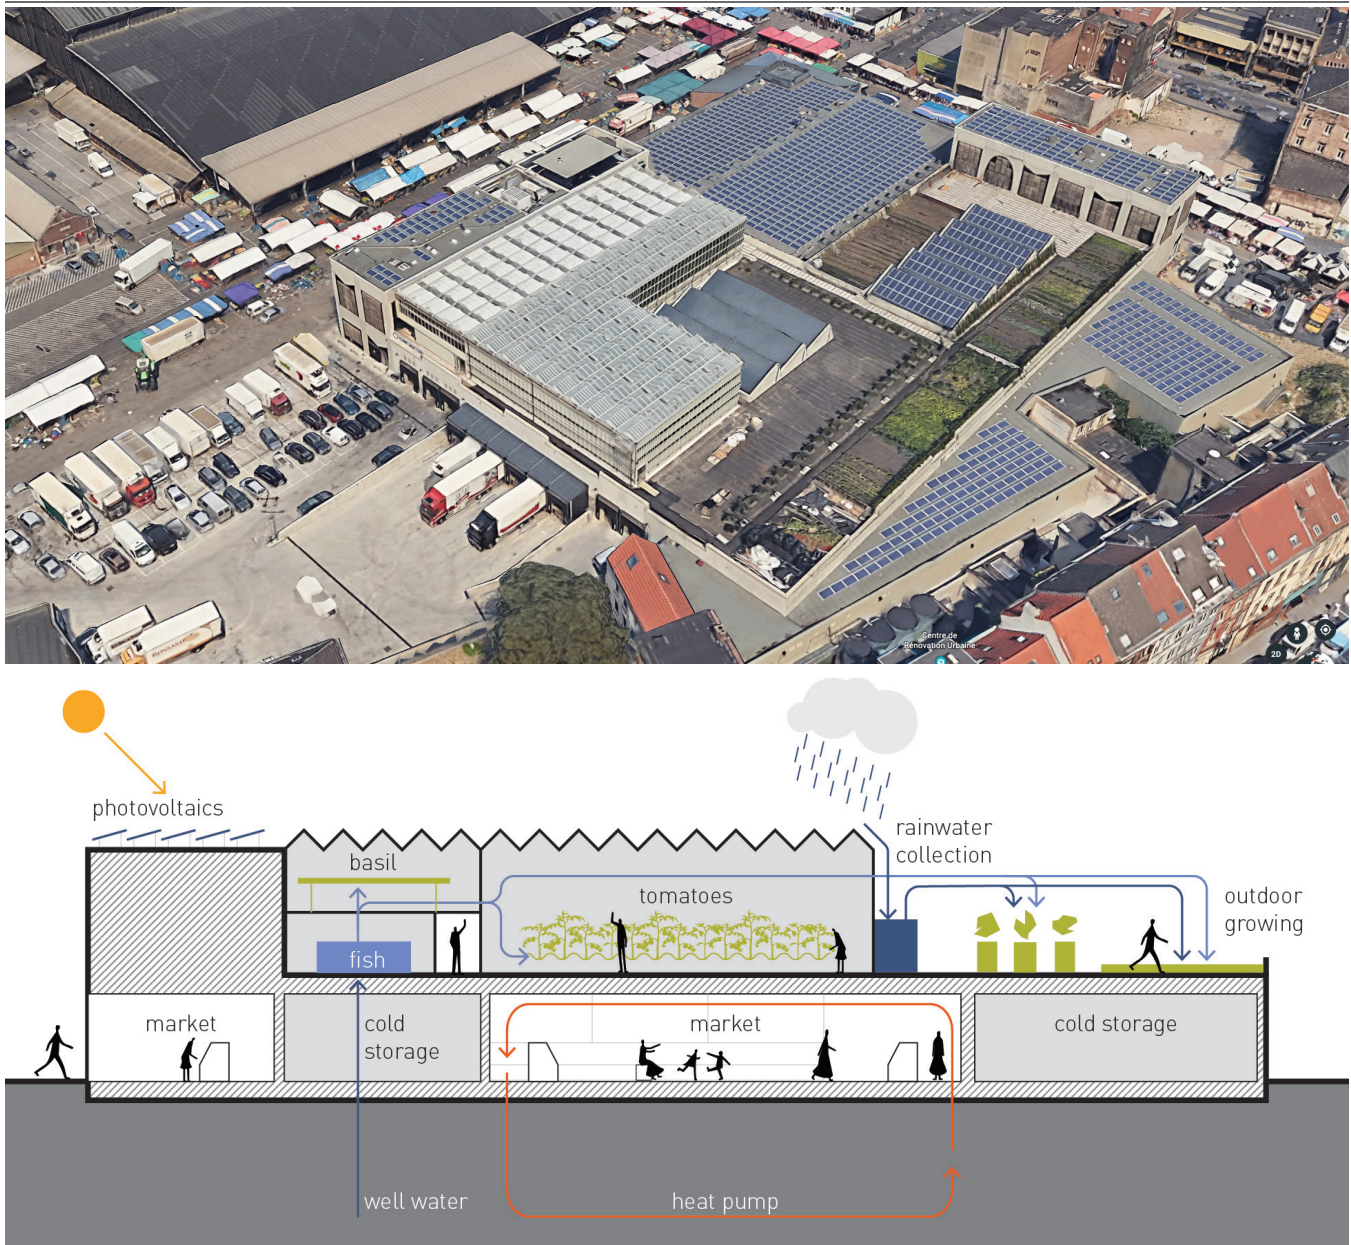 Centre de
Rénovation Urbaine
2D
photovoltaics
rainwater
collection
basil
tomatoes
outdoor
growing
fish
market
cold
storage
market
cold storage
well water
heat pump